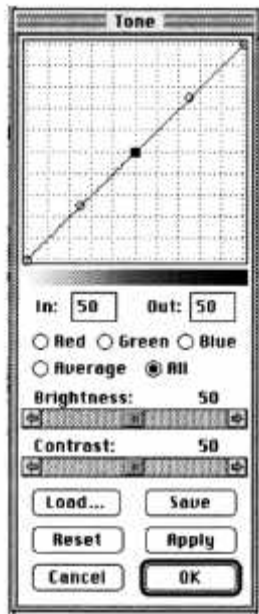 Tone
In: 50 Out: 50
Red Green Blue
Average All
Brightness: 50
Contrast: 50
Load... Save
Reset Apply
Cancel OK